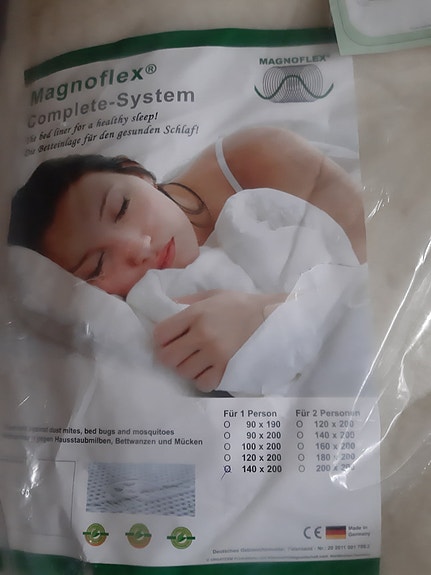 MAGNOFLEX®
Magnoflex®
Complete-System
The bed liner for a healthy sleep!
Die Betteinlage für den gesunden Schlaf!
Für 1 Person
O 90 x 190
O 90 x 200
O 100 x 200
O 120 x 200
O 140 x 200
Für 2 Personen
O 120 x 200
O 140 x 200
O 160 x 200
O 180 x 200
O 200 x 200
against dust mites, bed bugs and mosquitoes
gegen Hausstaubmilben, Bettwanzen und Mücken
CE
Made in
Germany